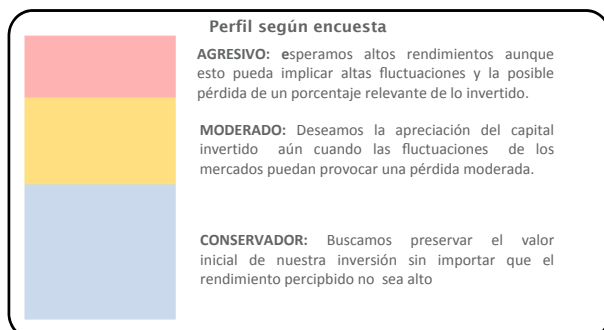 Perfil según encuesta
AGRESIVO: esperamos altos rendimientos aunque
esto pueda implicar altas fluctuaciones y la posible
pérdida de un porcentaje relevante de lo invertido.
MODERADO: Deseamos la apreciación del capital
invertido aún cuando las fluctuaciones de los
mercados puedan provocar una pérdida moderada.
CONSERVADOR: Buscamos preservar el valor
inicial de nuestra inversión sin importar que el
rendimiento percipbido no sea alto